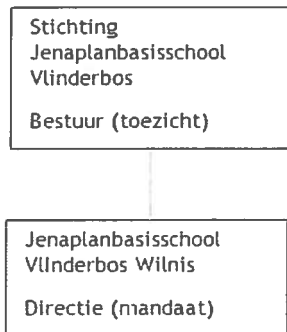 Stichting
Jenaplanbasisschool
Vlinderbos
Bestuur (toezicht)
Jenaplanbasisschool
Vlinderbos Wilnis
Directie (mandaat)